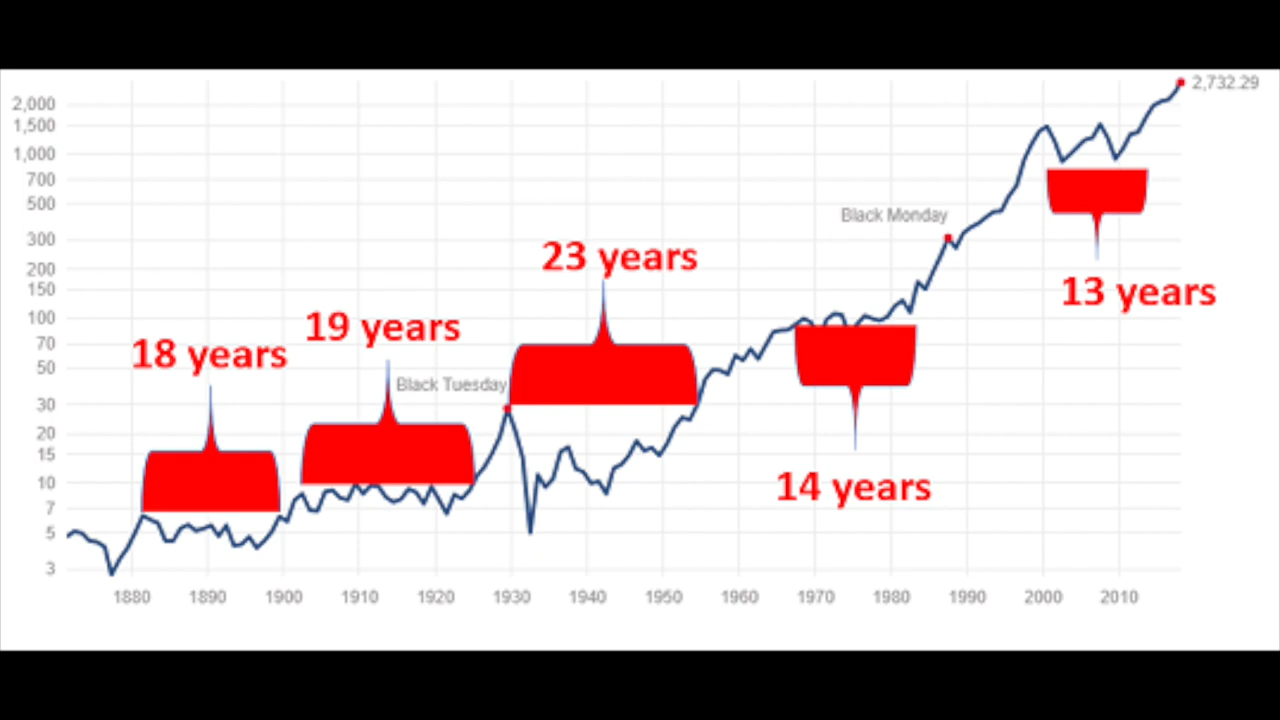 2,732.29
2,000
1,500
1,000
700
500
300
200
150
100
70
50
30
20
15
10
7
5
3
Black Monday
23 years
13 years
19 years
18 years
Black Tuesday
14 years
1880 1890 1900 1910 1920 1930 1940 1950 1960 1970 1980 1990 2000 2010